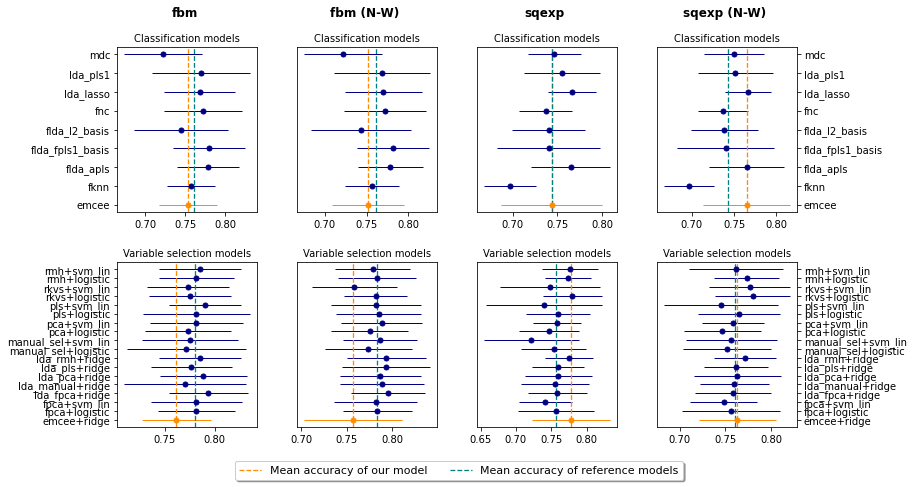 fbm fbm (N-W) sqexp sqexp (N-W)
Classification models Classification models Classification models Classification models
mdc mdc
lda_pls1 lda_pls1
lda_lasso lda_lasso
fnc fnc
flda_l2_basis flda_l2_basis
flda_fpls1_basis flda_fpls1_basis
flda_apls flda_apls
fknn fknn
emcee emcee
0.70 0.75 0.80 0.70 0.75 0.80 0.70 0.75 0.80 0.70 0.75 0.80
Variable selection models Variable selection models Variable selection models Variable selection models
rmh+svm_lin rmh+svm_lin
rmh+logistic rmh+logistic
rkvs+svm_lin rkvs+svm_lin
rkvs+logistic rkvs+logistic
pls+svm_lin pls+svm_lin
pls+logistic pls+logistic
pca+svm_lin pca+svm_lin
pca+logistic pca+logistic
manual_sel+svm_lin manual_sel+svm_lin
manual_sel+logistic manual_sel+logistic
lda_rmh+ridge lda_rmh+ridge
lda_pls+ridge lda_pls+ridge
lda_pca+ridge lda_pca+ridge
lda_manual+ridge lda_manual+ridge
lda_fpca+ridge lda_fpca+ridge
fpca+svm_lin fpca+svm_lin
fpca+logistic fpca+logistic
emcee+ridge emcee+ridge
0.75 0.80 0.70 0.75 0.80 0.65 0.70 0.75 0.80 0.70 0.75 0.80
Mean accuracy of our model Mean accuracy of reference models